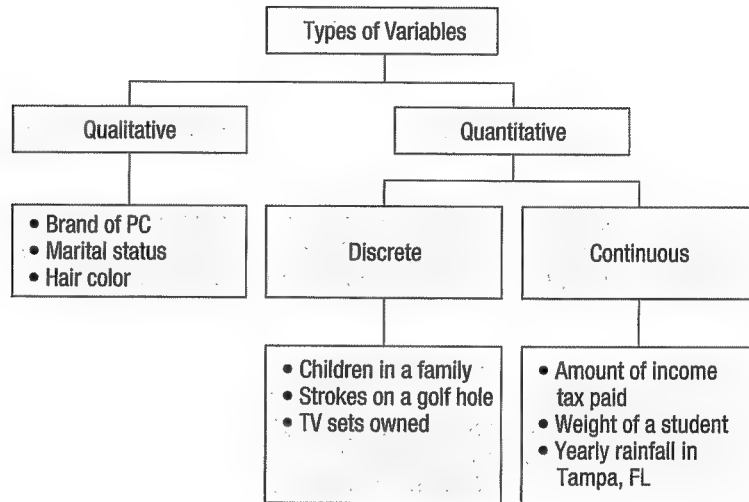 Types of Variables
Qualitative
Quantitative
• Brand of PC
• Marital status
• Hair color
Discrete
Continuous
• Children in a family
• Strokes on a golf hole
• TV sets owned
• Amount of income
tax paid
• Weight of a student
• Yearly rainfall in
Tampa, FL